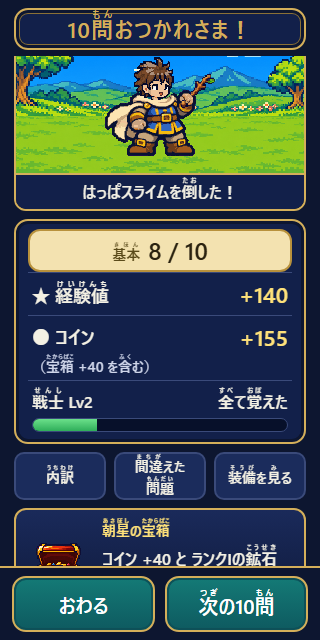 10問おつかれさま！
はっぱスライムを倒した！
基本 8 / 10
★ 経験値 +140
● コイン +155
（宝箱 +40 を含む）
戦士 Lv2 全て覚えた
内訳
間違えた
問題
装備を見る
朝星の宝箱
コイン +40 と ランクIの鉱石
おわる
次の10問